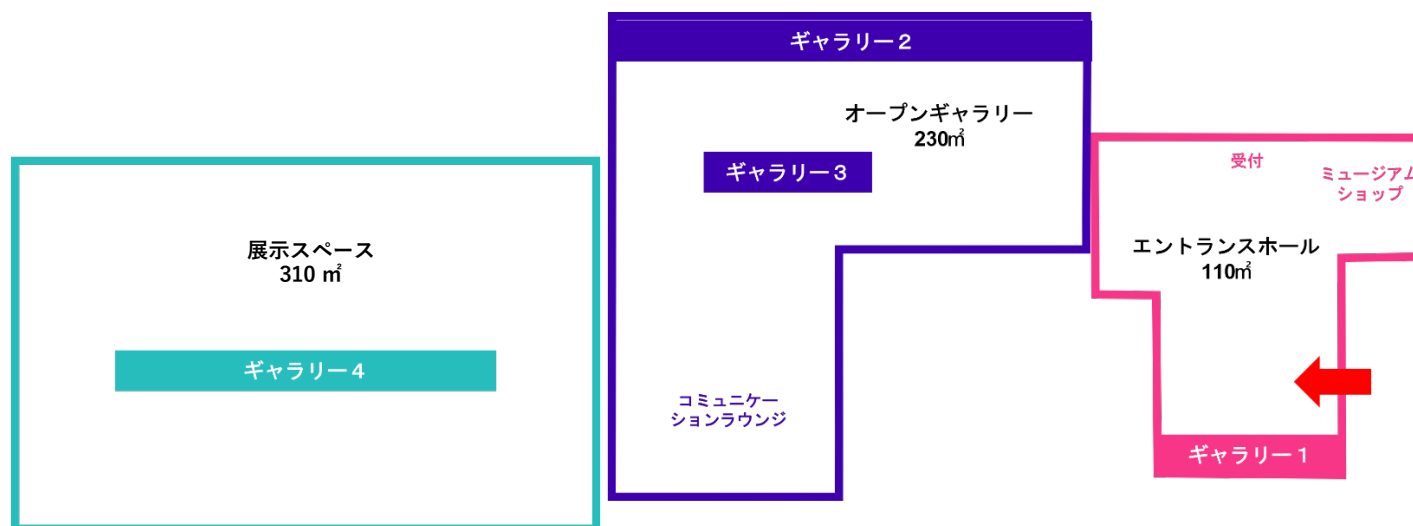 ギャラリー２
オープンギャラリー
230㎡
ギャラリー３
コミュニケー
ションラウンジ
受付
ミュージアム
ショップ
エントランスホール
110㎡
ギャラリー１
展示スペース
310 ㎡
ギャラリー４